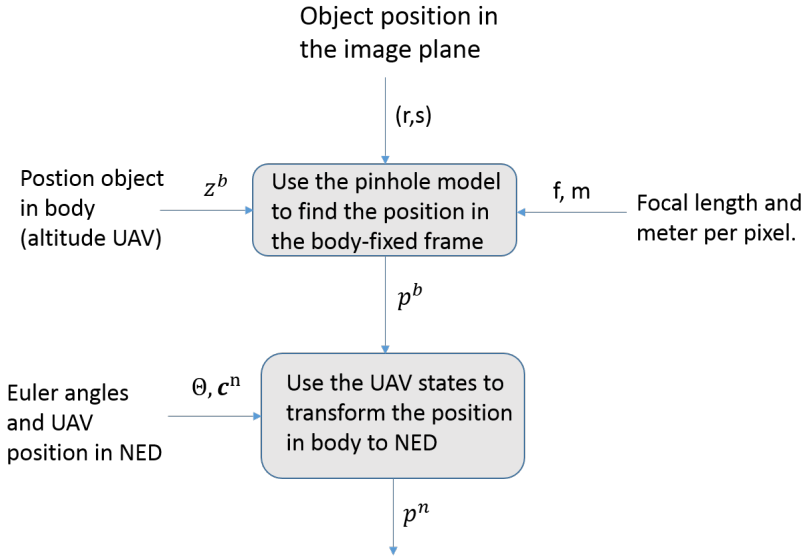 Object position in
the image plane
(r,s)
Postion object
in body
(altitude UAV)
z^b
Use the pinhole model
to find the position in
the body-fixed frame
f, m
Focal length and
meter per pixel.
p^b
Euler angles
and UAV
position in NED
Θ, c^n
Use the UAV states to
transform the position
in body to NED
p^n